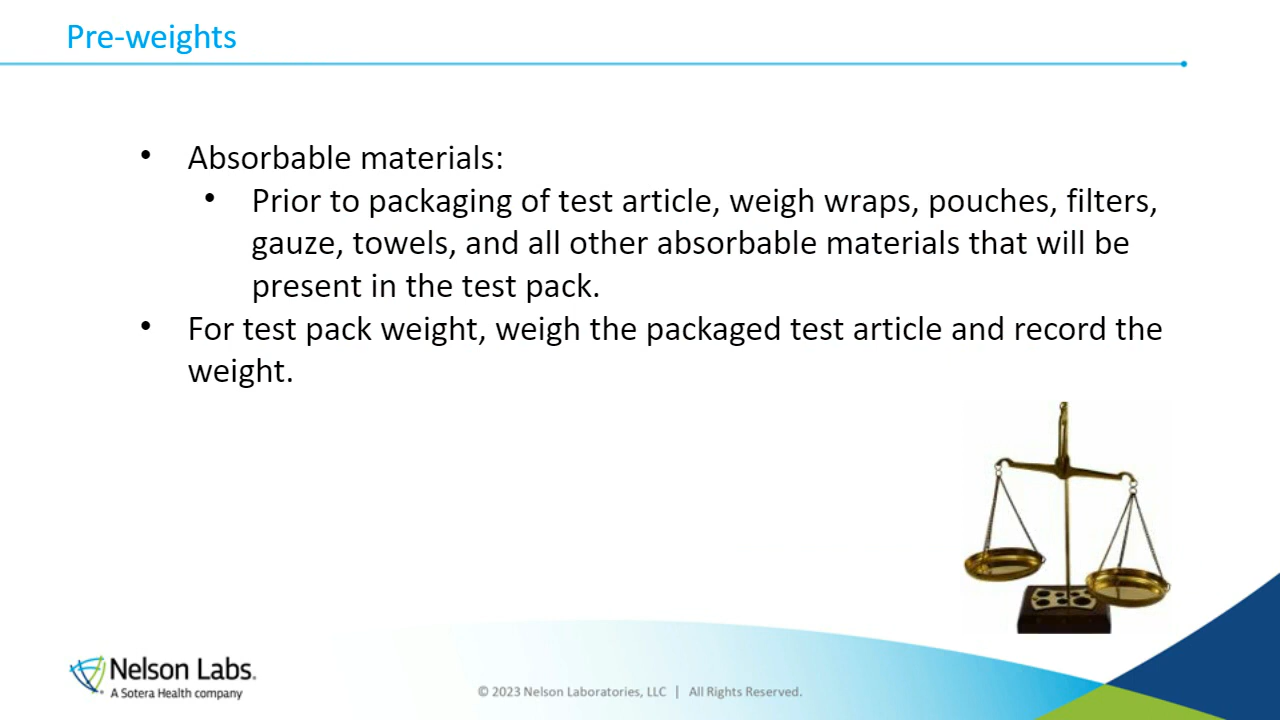 Pre-weights
• Absorbable materials:
• Prior to packaging of test article, weigh wraps, pouches, filters,
gauze, towels, and all other absorbable materials that will be
present in the test pack.
• For test pack weight, weigh the packaged test article and record the
weight.
Nelson Labs.
A Sotera Health company
© 2023 Nelson Laboratories, LLC | All Rights Reserved.